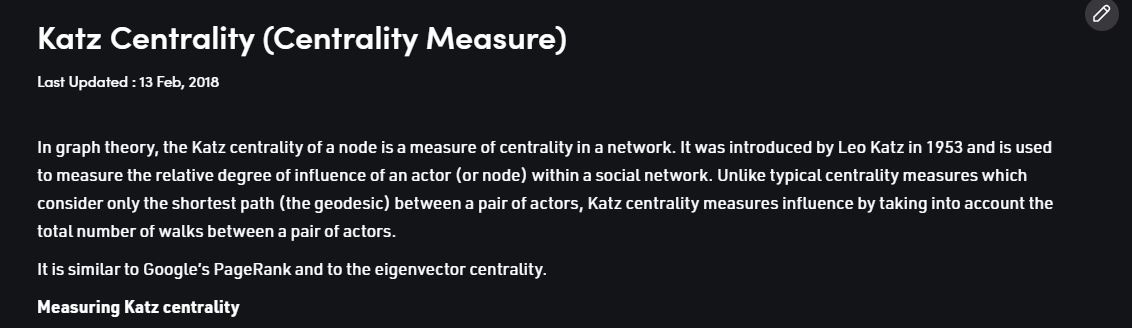 Katz Centrality (Centrality Measure)
Last Updated : 13 Feb, 2018
In graph theory, the Katz centrality of a node is a measure of centrality in a network. It was introduced by Leo Katz in 1953 and is used
to measure the relative degree of influence of an actor (or node) within a social network. Unlike typical centrality measures which
consider only the shortest path (the geodesic) between a pair of actors, Katz centrality measures influence by taking into account the
total number of walks between a pair of actors.
It is similar to Google’s PageRank and to the eigenvector centrality.
Measuring Katz centrality